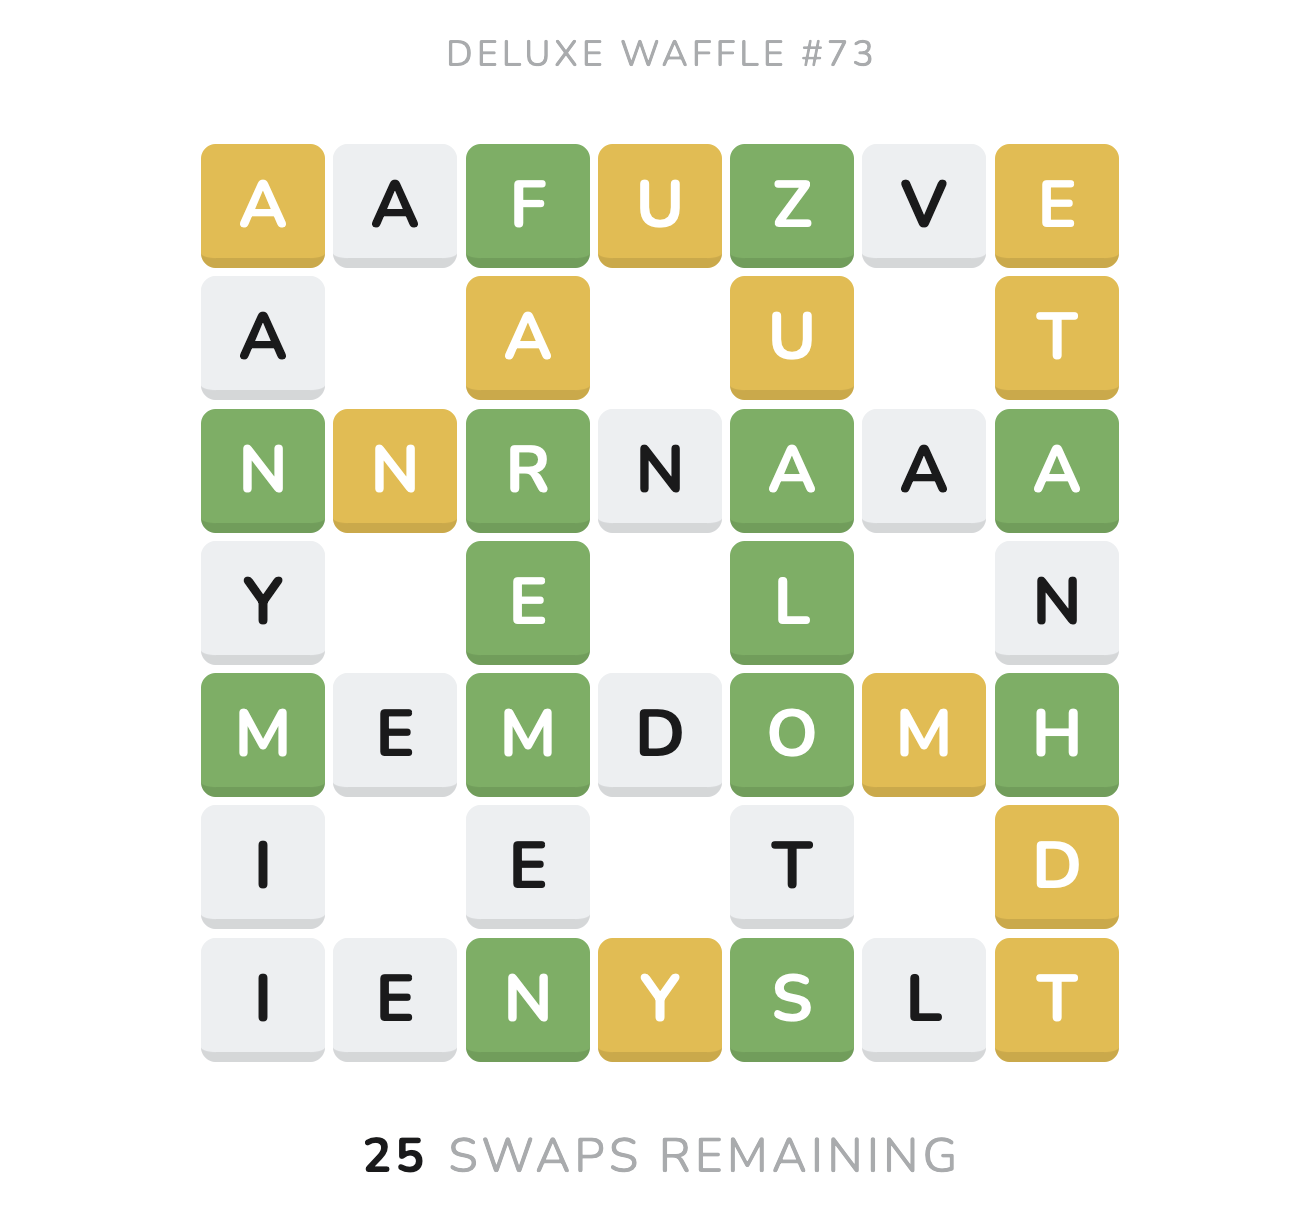 DELUXE WAFFLE #73
A A F U Z V E
A A U T
N N R N A A A
Y E L N
M E M D O M H
I E T D
I E N Y S L T
25 SWAPS REMAINING